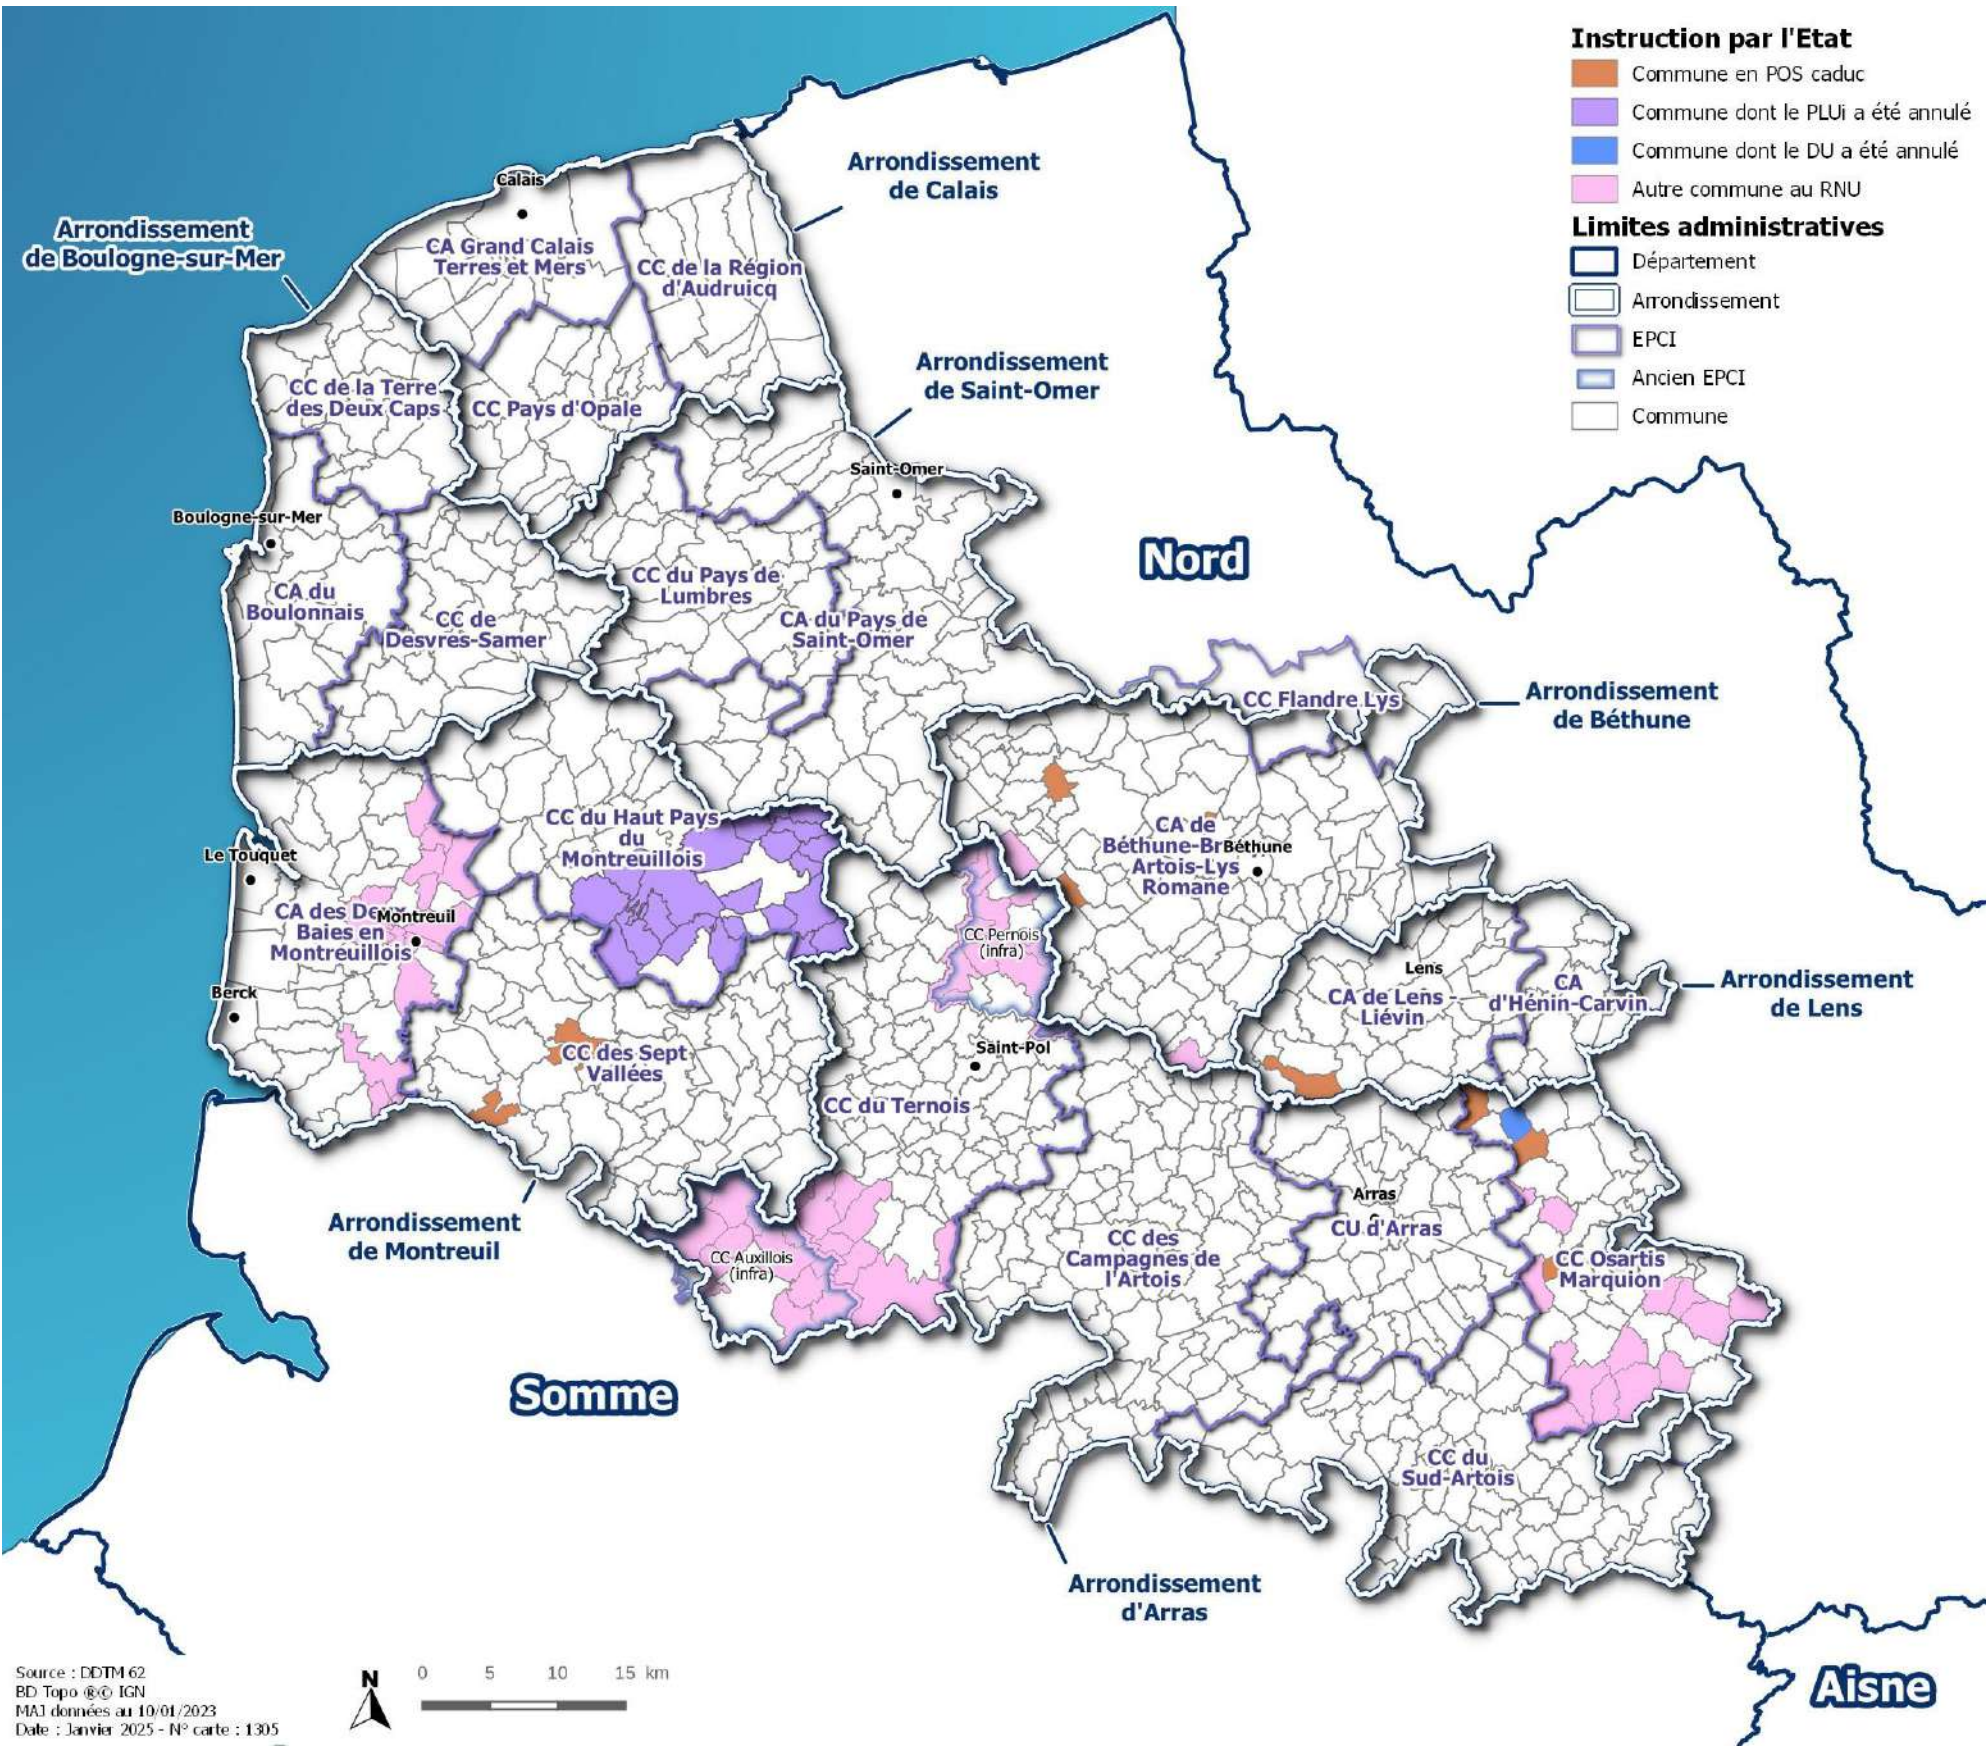 Instruction par l'Etat
Commune en POS caduc
Commune dont le PLUi a été annulé
Commune dont le DU a été annulé
Autre commune au RNU
Limites administratives
Département
Arrondissement
EPCI
Ancien EPCI
Commune
Arrondissement
de Calais
Calais
Arrondissement
de Boulogne-sur-Mer
CA Grand Calais
Terres et Mers
CC de la Région
d'Audruicq
Arrondissement
de Saint-Omer
CC de la Terre
des Deux Caps
CC Pays d'Opale
Saint-Omer
Boulogne-sur-Mer
Nord
CC du Pays de
Lumbres
CA du
Boulonnais
CC de
Desvres-Samer
CA du Pays de
Saint-Omer
CC Flandre Lys
Arrondissement
de Béthune
CC du Haut Pays
du
Montreuillois
CA de
Béthune-Br
Artois-Lys
Romane
Béthune
Le Touquet
CA des De
Baies en
Montreuillois
Montreuil
CC Pernois
(infra)
Lens
CA de Lens -
Liévin
CA
d'Hénin-Carvin
Arrondissement
de Lens
Berck
CC des Sept
Vallées
Saint-Pol
CC du Ternois
Arras
CU d'Arras
Arrondissement
de Montreuil
CC Auxillois
(infra)
CC des
Campagnes de
l'Artois
CC Osartis
Marquion
Somme
CC du
Sud-Artois
Arrondissement
d'Arras
Aisne
Source : DDTM 62
BD Topo ®© IGN
MAJ données au 10/01/2023
Date : Janvier 2025 - N° carte : 1305
N
0 5 10 15 km